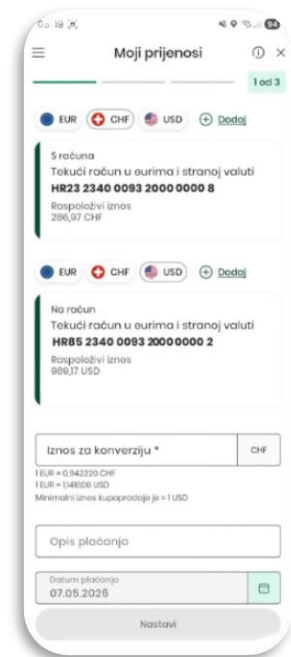 Moji prijenosi
1 od 3
EUR CHF USD Dodaj
S računa
Tekući račun u eurima i stranoj valuti
HR23 2340 0093 2000 0000 8
Raspoloživi iznos
286,97 CHF
EUR CHF USD Dodaj
Na račun
Tekući račun u eurima i stranoj valuti
HR85 2340 0093 2000 0000 2
Raspoloživi iznos
989,17 USD
Iznos za konverziju * CHF
1 EUR = 0,942220 CHF
1 EUR = 1,141606 USD
Minimalni iznos kupoprodaje je = 1 USD
Opis plaćanja
Datum plaćanja
07.05.2026
Nastavi